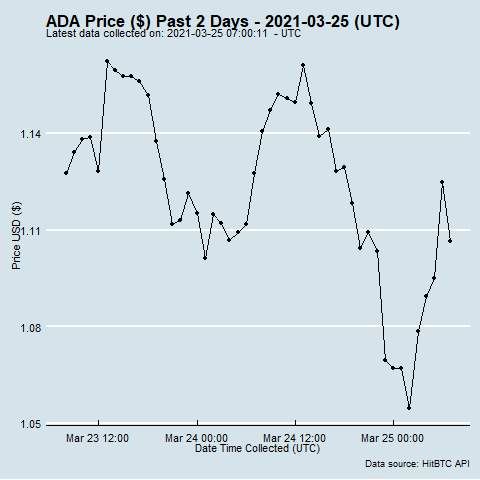 ADA Price ($) Past 2 Days - 2021-03-25 (UTC)
Latest data collected on: 2021-03-25 07:00:11  - UTC
1.14
1.11
1.08
1.05
Price USD ($)
Mar 23 12:00
Mar 24 00:00
Mar 24 12:00
Mar 25 00:00
Date Time Collected (UTC)
Data source: HitBTC API